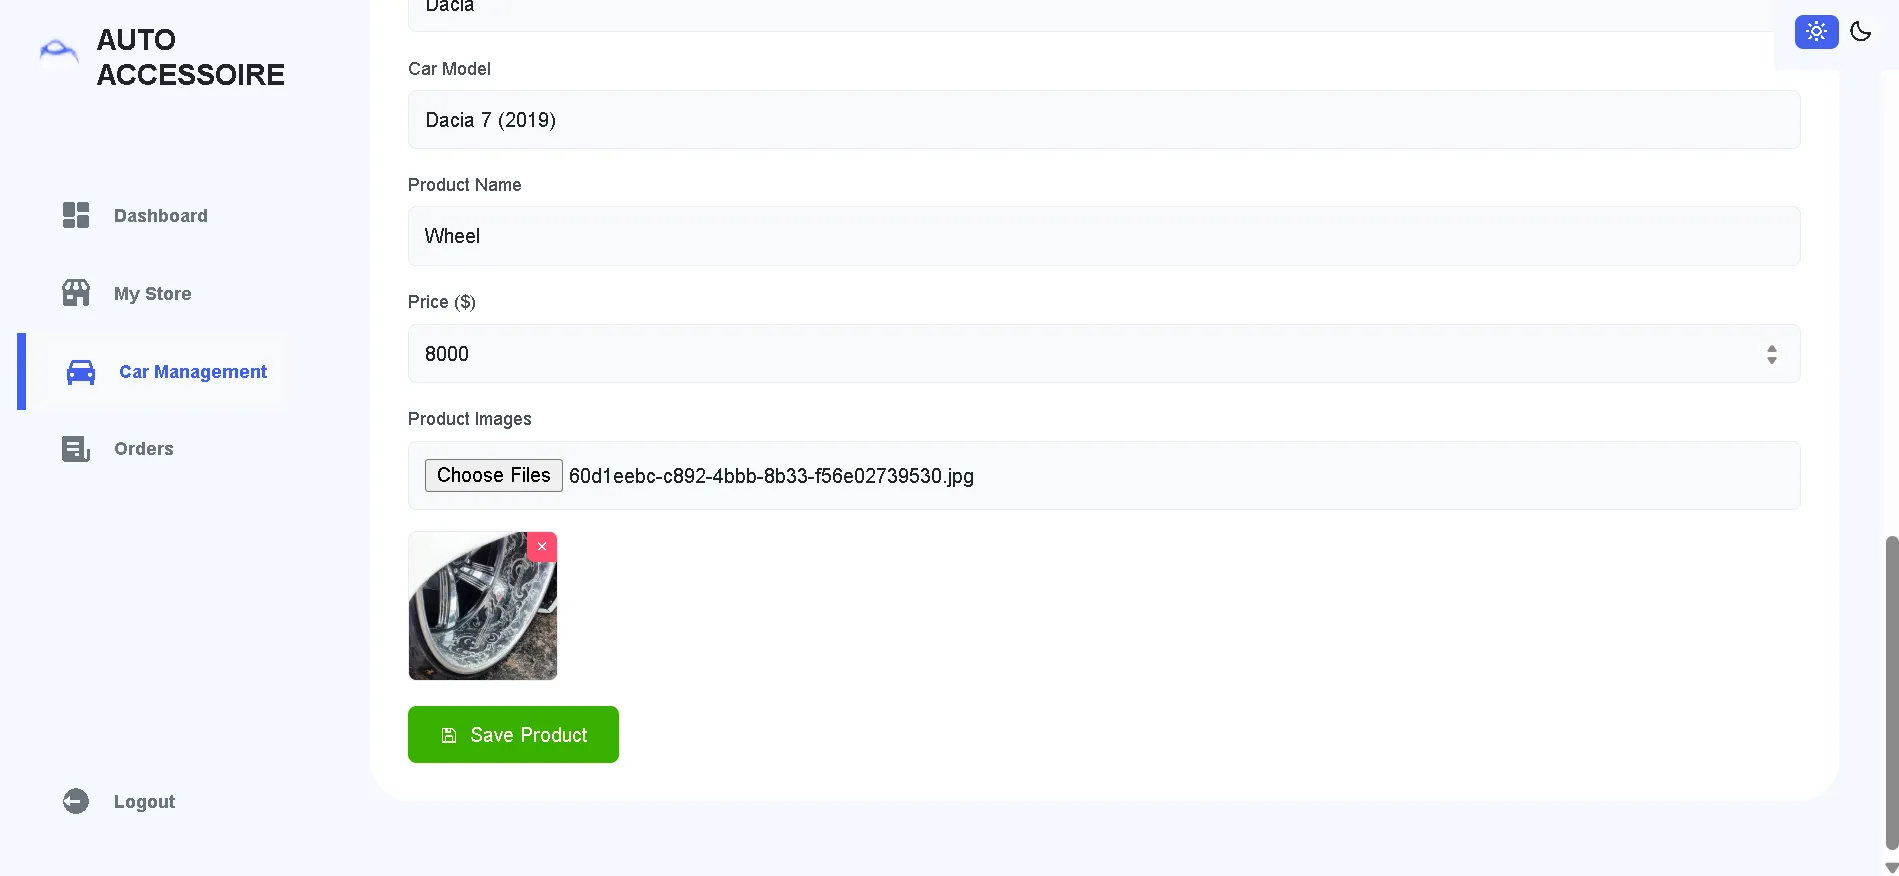 AUTO
ACCESSOIRE
Dashboard
My Store
Car Management
Orders
Logout
Dacia
Car Model
Dacia 7 (2019)
Product Name
Wheel
Price ($)
8000
Product Images
Choose Files 60d1eebc-c892-4bbb-8b33-f56e02739530.jpg
Save Product